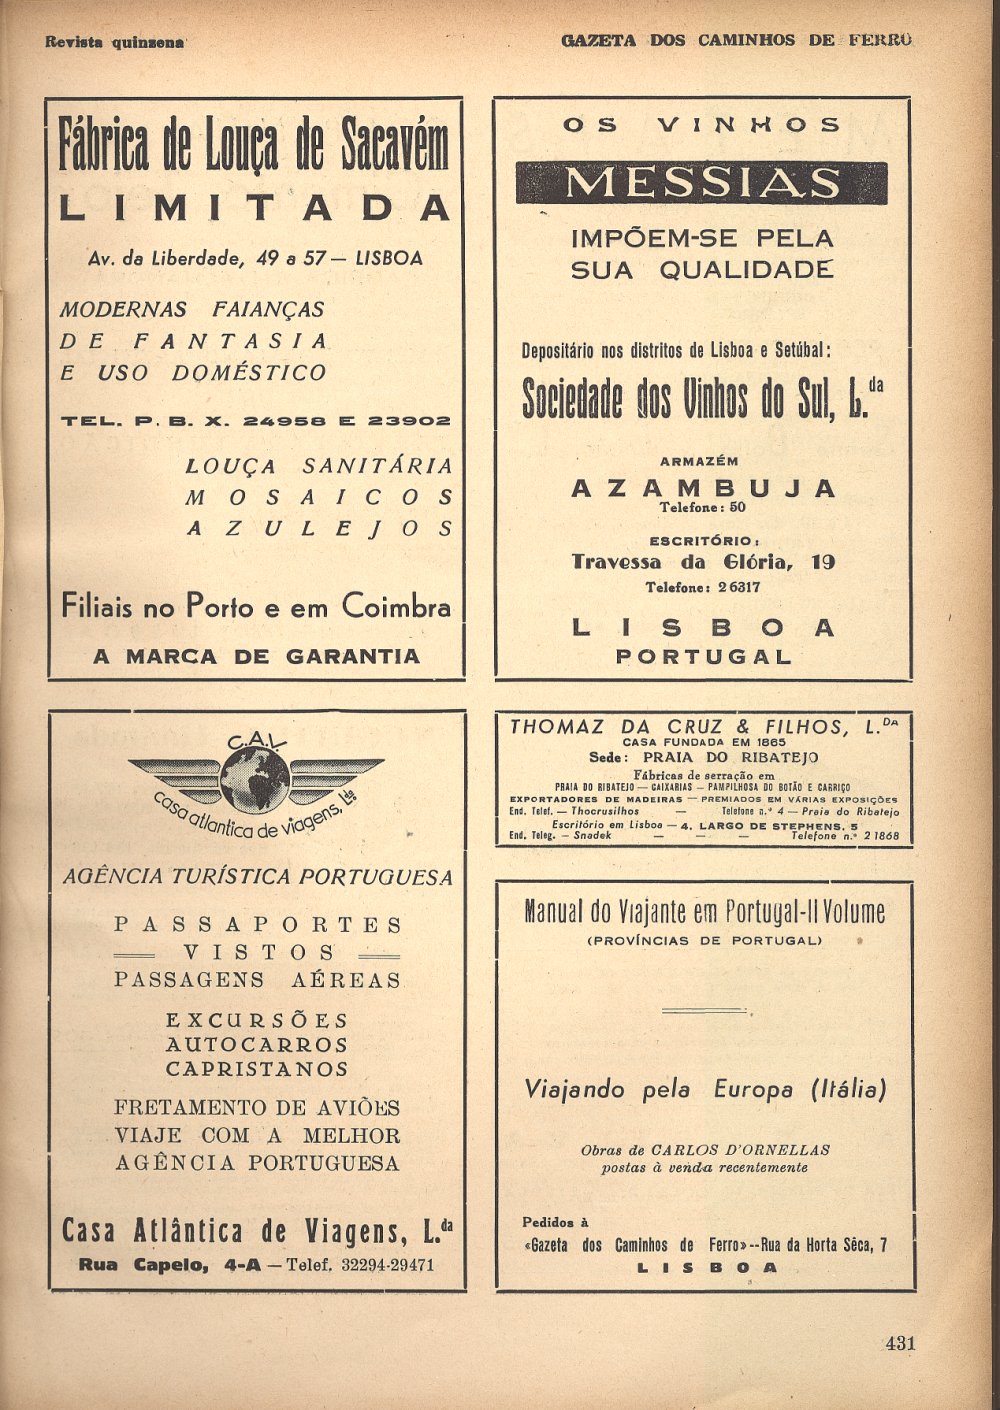 Revista quinzena
GAZETA DOS CAMINHOS DE FERRO
Fábrica de Louça de Sacavém
LIMITADA
Av. da Liberdade, 49 a 57 — LISBOA
MODERNAS FAIANÇAS
DE FANTASIA
E USO DOMÉSTICO
TEL. P. B. X. 24958 E 23902
LOUÇA SANITÁRIA
MOSAICOS
AZULEJOS
Filiais no Porto e em Coimbra
A MARCA DE GARANTIA
OS VINHOS
MESSIAS
IMPÕEM-SE PELA
SUA QUALIDADE
Depositário nos distritos de Lisboa e Setúbal:
Sociedade dos Vinhos do Sul, L.da
ARMAZÉM
AZAMBUJA
Telefone: 50
ESCRITÓRIO:
Travessa da Glória, 19
Telefone: 26317
LISBOA
PORTUGAL
C.A.V.
casa atlantica de viagens, Lda
AGÊNCIA TURÍSTICA PORTUGUESA
PASSAPORTES
VISTOS
PASSAGENS AÉREAS
EXCURSÕES
AUTOCARROS
CAPRISTANOS
FRETAMENTO DE AVIÕES
VIAJE COM A MELHOR
AGÊNCIA PORTUGUESA
Casa Atlântica de Viagens, L.da
Rua Capelo, 4-A — Telef. 32294-29471
THOMAZ DA CRUZ & FILHOS, L.DA
CASA FUNDADA EM 1865
Sede: PRAIA DO RIBATEJO
Fábricas de serração em
PRAIA DO RIBATEJO — CAIXARIAS — PAMPILHOSA DO BOTÃO E CARRIÇO
EXPORTADORES DE MADEIRAS — PREMIADOS EM VÁRIAS EXPOSIÇÕES
End. Telef. — Thocrusilhos — Telefone n.º 4 — Praia do Ribatejo
Escritório em Lisboa — 4, LARGO DE STEPHENS, 5
End. Teleg. — Snadek — — — Telefone n.º 21868
Manual do Viajante em Portugal-II Volume
(PROVÍNCIAS DE PORTUGAL)
Viajando pela Europa (Itália)
Obras de CARLOS D'ORNELLAS
postas à venda recentemente
Pedidos à
«Gazeta dos Caminhos de Ferro»--Rua da Horta Sêca, 7
LISBOA
431